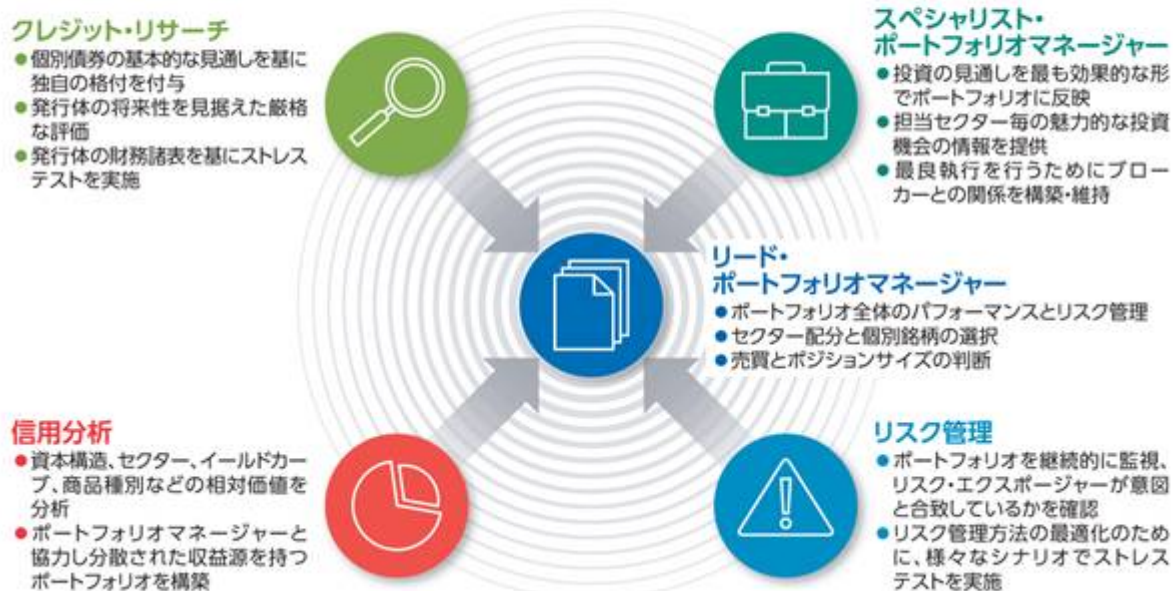 クレジット・リサーチ
●個別債券の基本的な見通しを基に
独自の格付を付与
●発行体の将来性を見据えた厳格
な評価
●発行体の財務諸表を基にストレス
テストを実施
スペシャリスト・
ポートフォリオマネージャー
●投資の見通しを最も効果的な形
でポートフォリオに反映
●担当セクター毎の魅力的な投資
機会の情報を提供
●最良執行を行うためにブロー
カーとの関係を構築・維持
リード・
ポートフォリオマネージャー
●ポートフォリオ全体のパフォーマンスとリスク管理
●セクター配分と個別銘柄の選択
●売買とポジションサイズの判断
信用分析
●資本構造、セクター、イールドカー
ブ、商品種別などの相対価値を
分析
●ポートフォリオマネージャーと
協力し分散された収益源を持つ
ポートフォリオを構築
リスク管理
●ポートフォリオを継続的に監視、
リスク・エクスポージャーが意図
と合致しているかを確認
●リスク管理方法の最適化のため
に、様々なシナリオでストレス
テストを実施